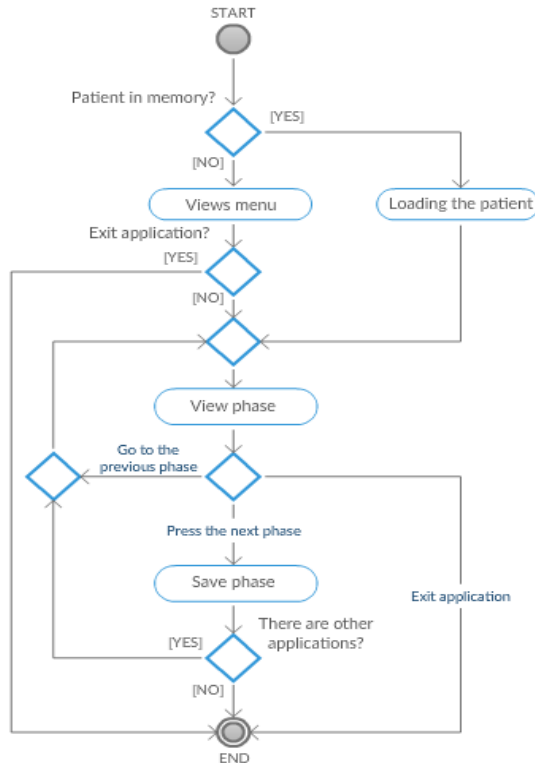 START
Patient in memory?
[YES]
[NO]
Views menu
Loading the patient
Exit application?
[YES]
[NO]
View phase
Go to the
previous phase
Press the next phase
Save phase
Exit application
There are other
applications?
[YES]
[NO]
END